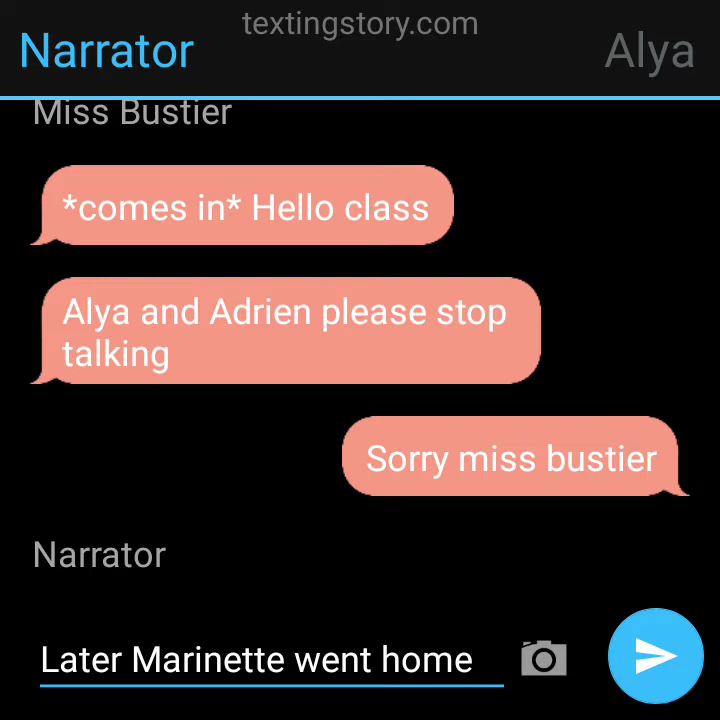 textingstory.com
Narrator
Alya
Miss Bustier
*comes in* Hello class
Alya and Adrien please stop
talking
Sorry miss bustier
Narrator
Later Marinette went home